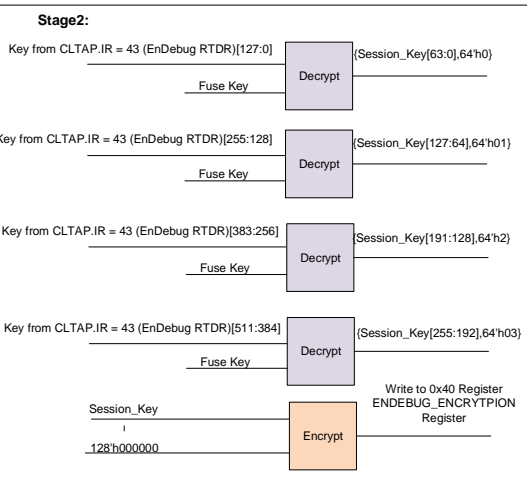 Stage2:
Key from CLTAP.IR = 43 (EnDebug RTDR)[127:0]
{Session_Key[63:0],64'h0}
Decrypt
Fuse Key
Key from CLTAP.IR = 43 (EnDebug RTDR)[255:128]
{Session_Key[127:64],64'h01}
Decrypt
Fuse Key
Key from CLTAP.IR = 43 (EnDebug RTDR)[383:256]
{Session_Key[191:128],64'h2}
Decrypt
Fuse Key
Key from CLTAP.IR = 43 (EnDebug RTDR)[511:384]
{Session_Key[255:192],64'h03}
Decrypt
Fuse Key
Write to 0x40 Register
ENDEBUG_ENCRYTPION
Register
Session_Key
Encrypt
128'h000000